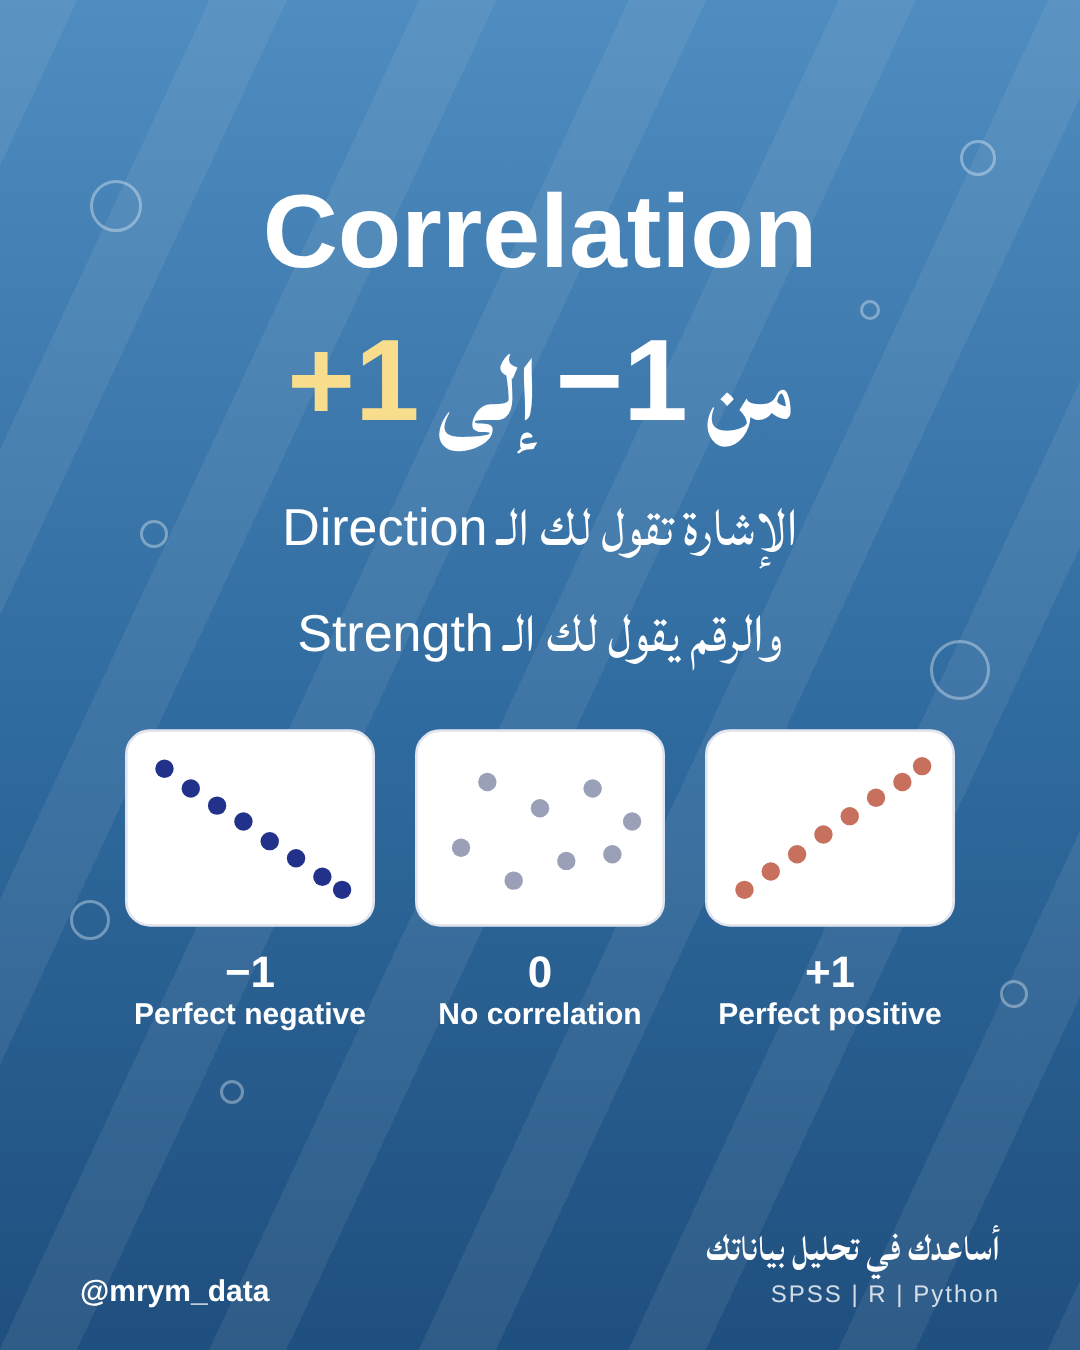 Correlation
من −1 إلى +1
الإشارة تقول لك الـ Direction
والرقم يقول لك الـ Strength
−1
Perfect negative
0
No correlation
+1
Perfect positive
أساعدك في تحليل بياناتك
SPSS | R | Python
@mrym_data